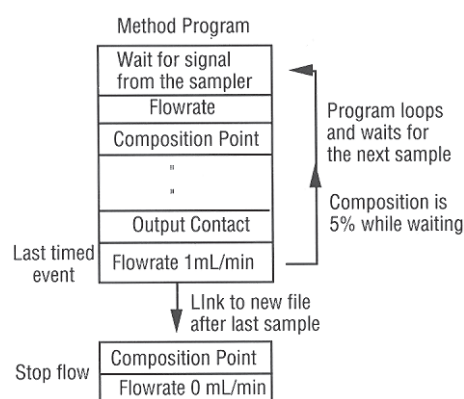 Method Program
Wait for signal
from the sampler
Flowrate
Composition Point
"
"
Output Contact
Last timed
event
Flowrate 1mL/min
Program loops
and waits for
the next sample
Composition is
5% while waiting
LInk to new file
after last sample
Stop flow
Composition Point
Flowrate 0 mL/min